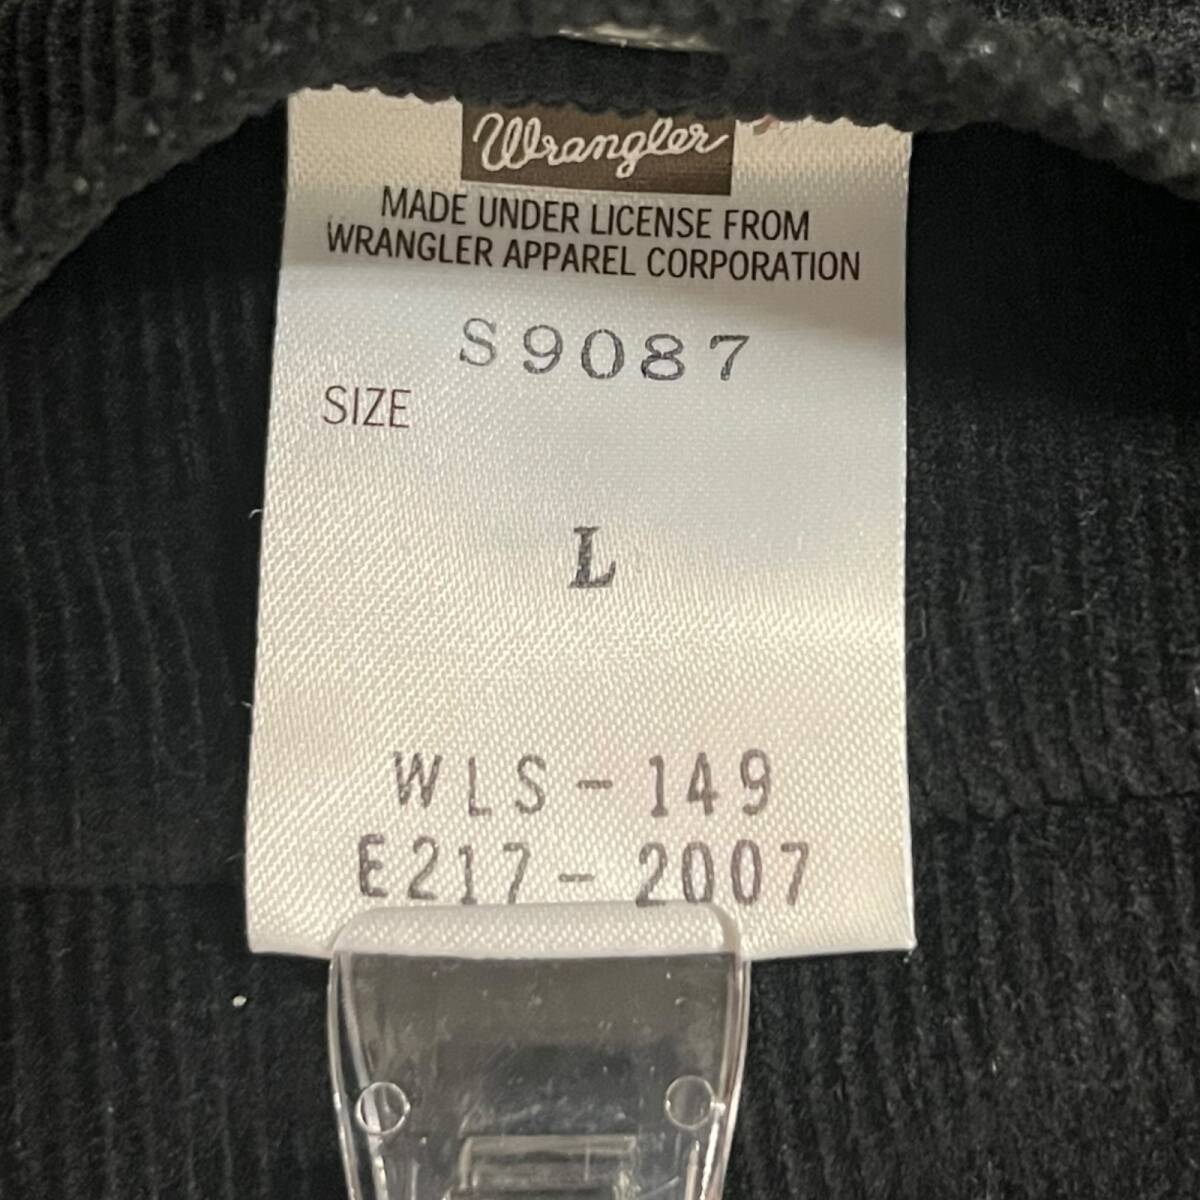 Wrangler
MADE UNDER LICENSE FROM
WRANGLER APPAREL CORPORATION
S9087
SIZE
L
WLS-149
E217-2007